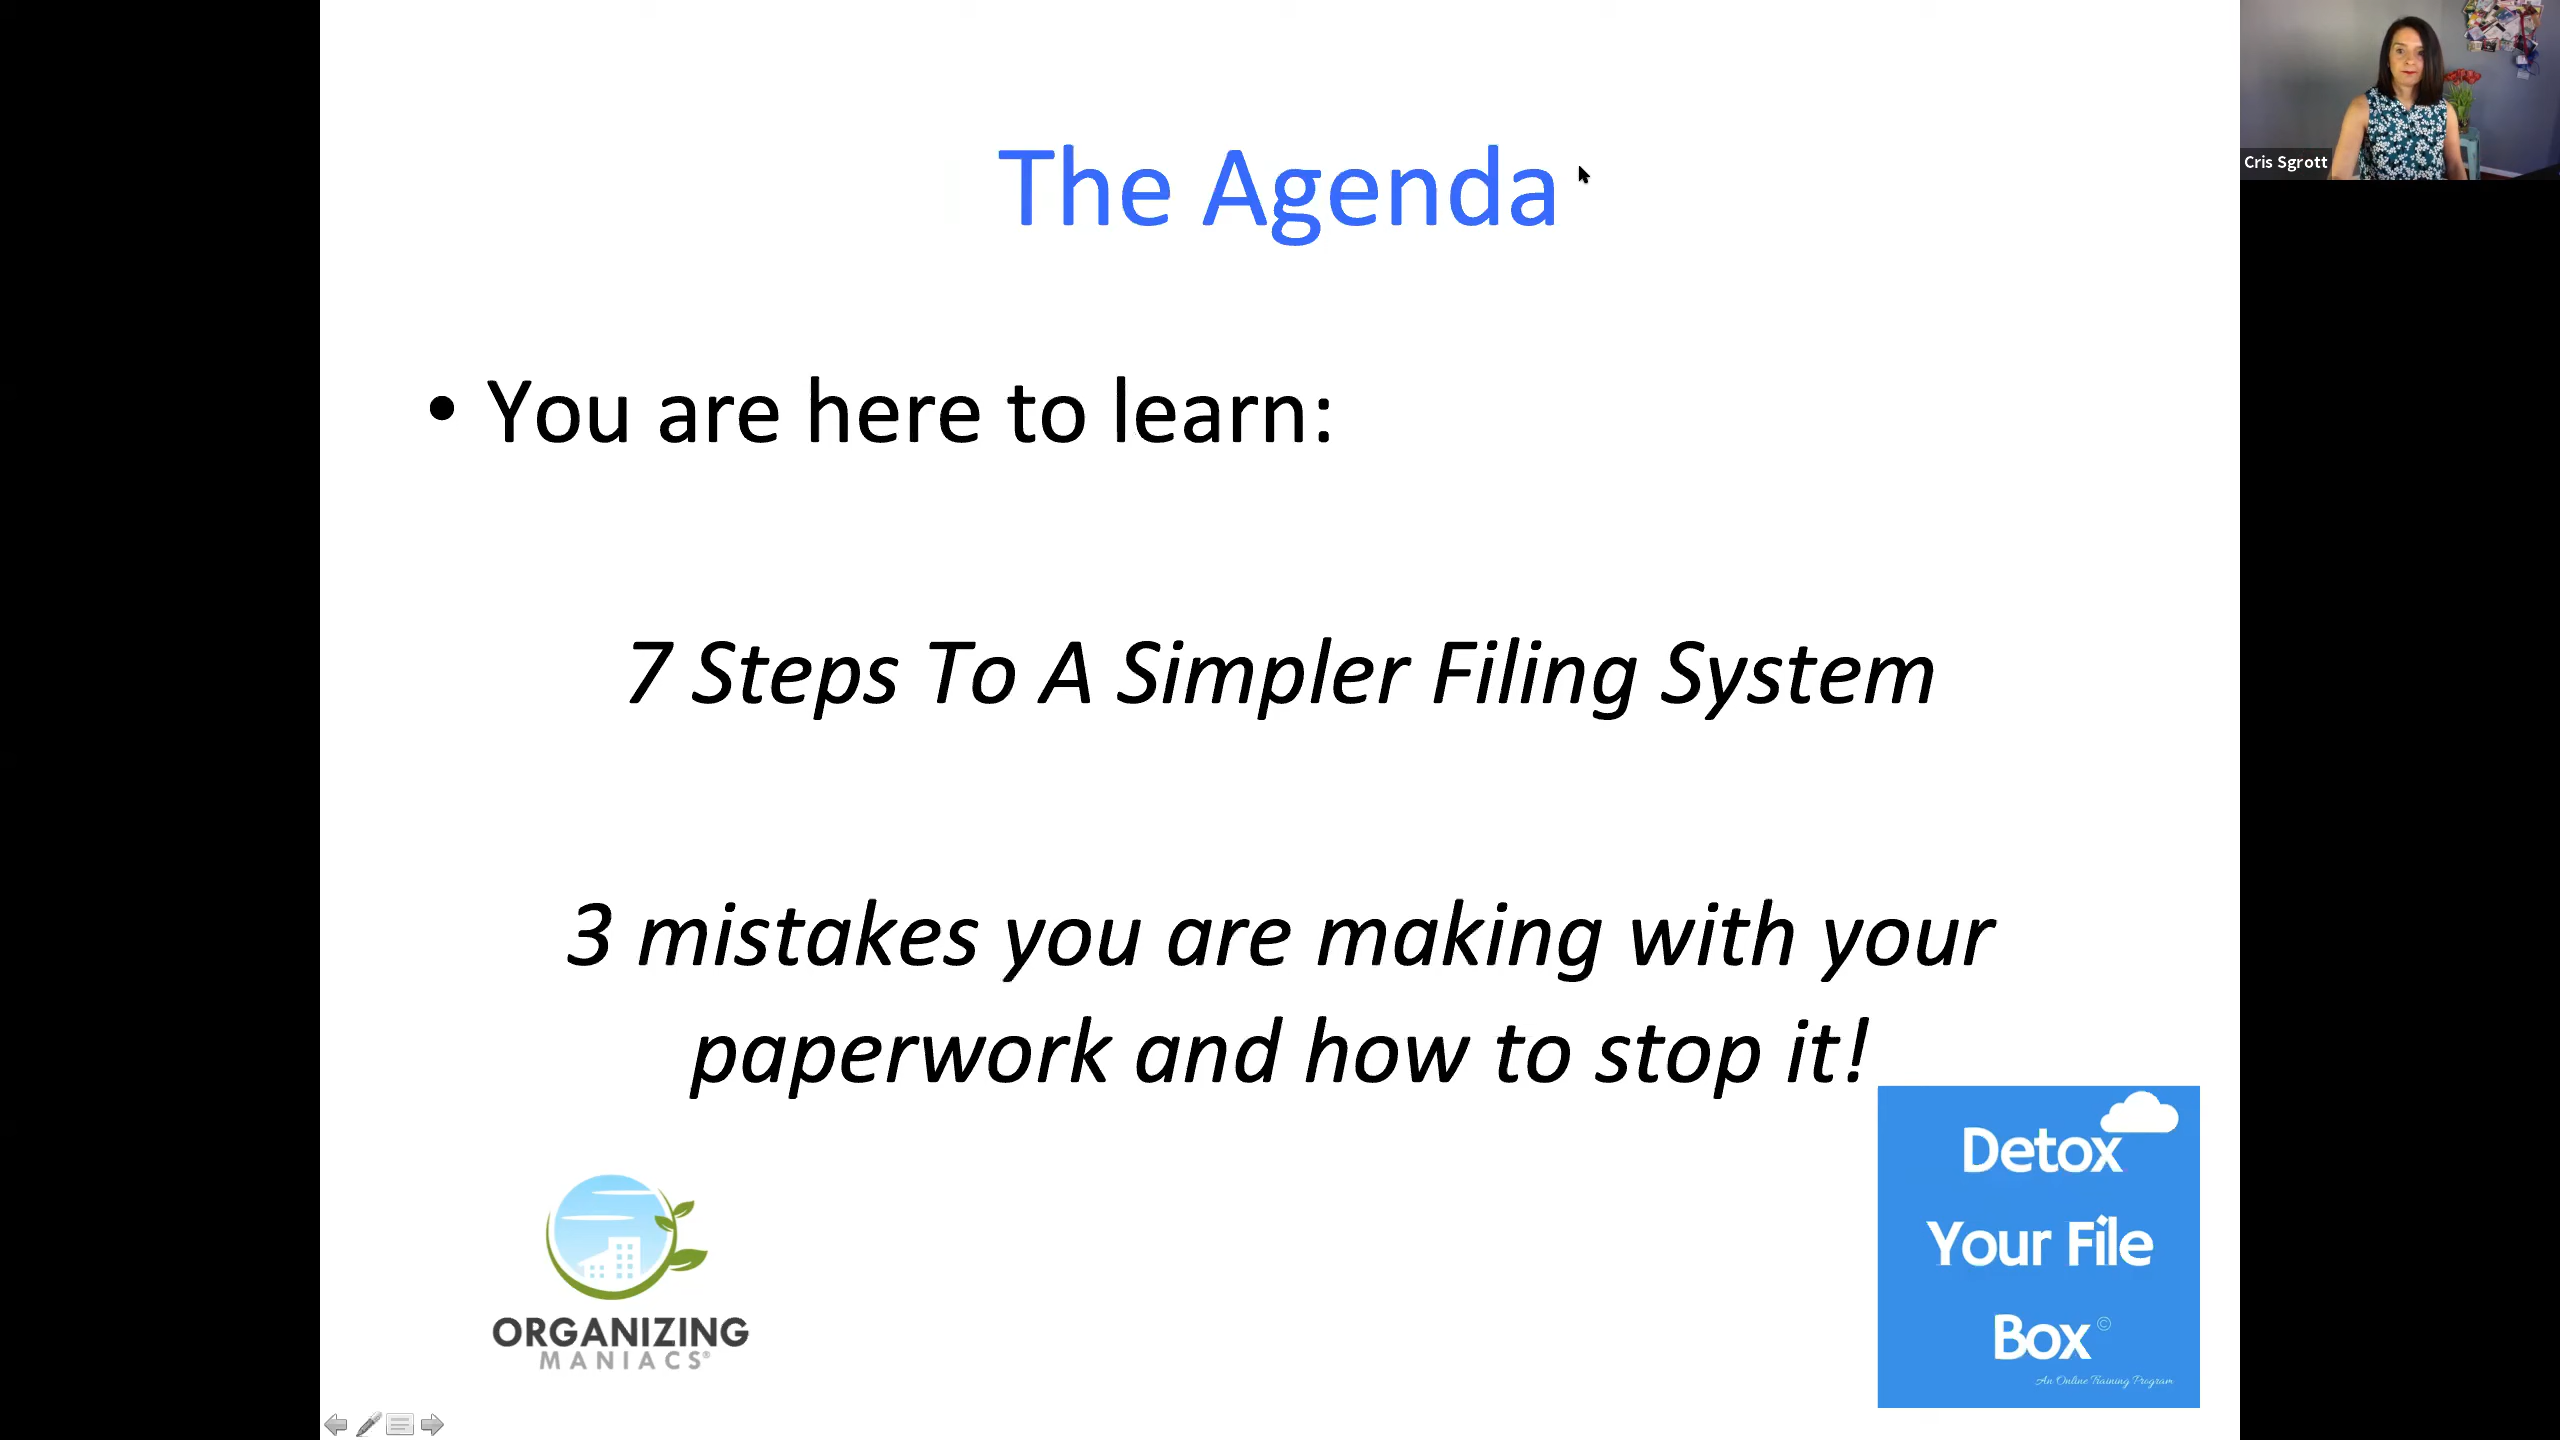 The Agenda
Cris Sgrott
• You are here to learn:
7 Steps To A Simpler Filing System
3 mistakes you are making with your
paperwork and how to stop it!
ORGANIZING
MANIACS®
Detox
Your File
Box©
An Online Training Program